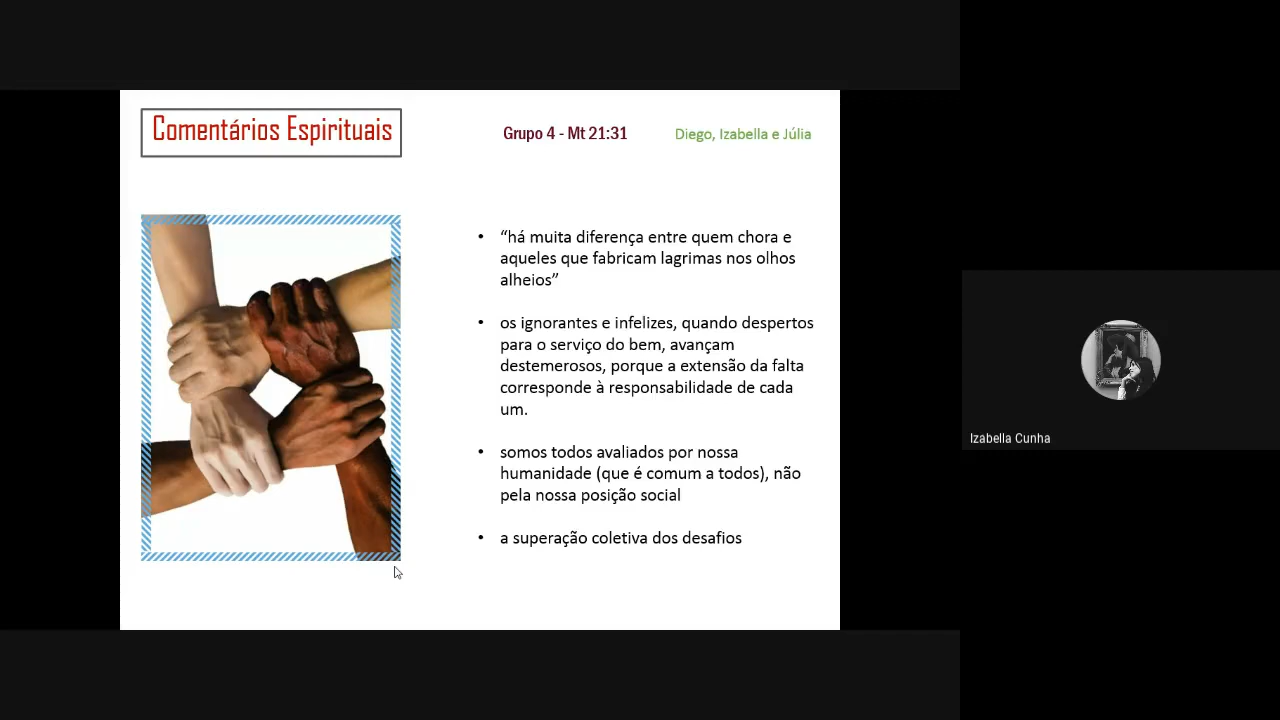 Comentários Espirituais
Grupo 4 - Mt 21:31
Diego, Izabella e Júlia
• “há muita diferença entre quem chora e
aqueles que fabricam lagrimas nos olhos
alheios”
• os ignorantes e infelizes, quando despertos
para o serviço do bem, avançam
destemerosos, porque a extensão da falta
corresponde à responsabilidade de cada
um.
• somos todos avaliados por nossa
humanidade (que é comum a todos), não
pela nossa posição social
• a superação coletiva dos desafios
Izabella Cunha